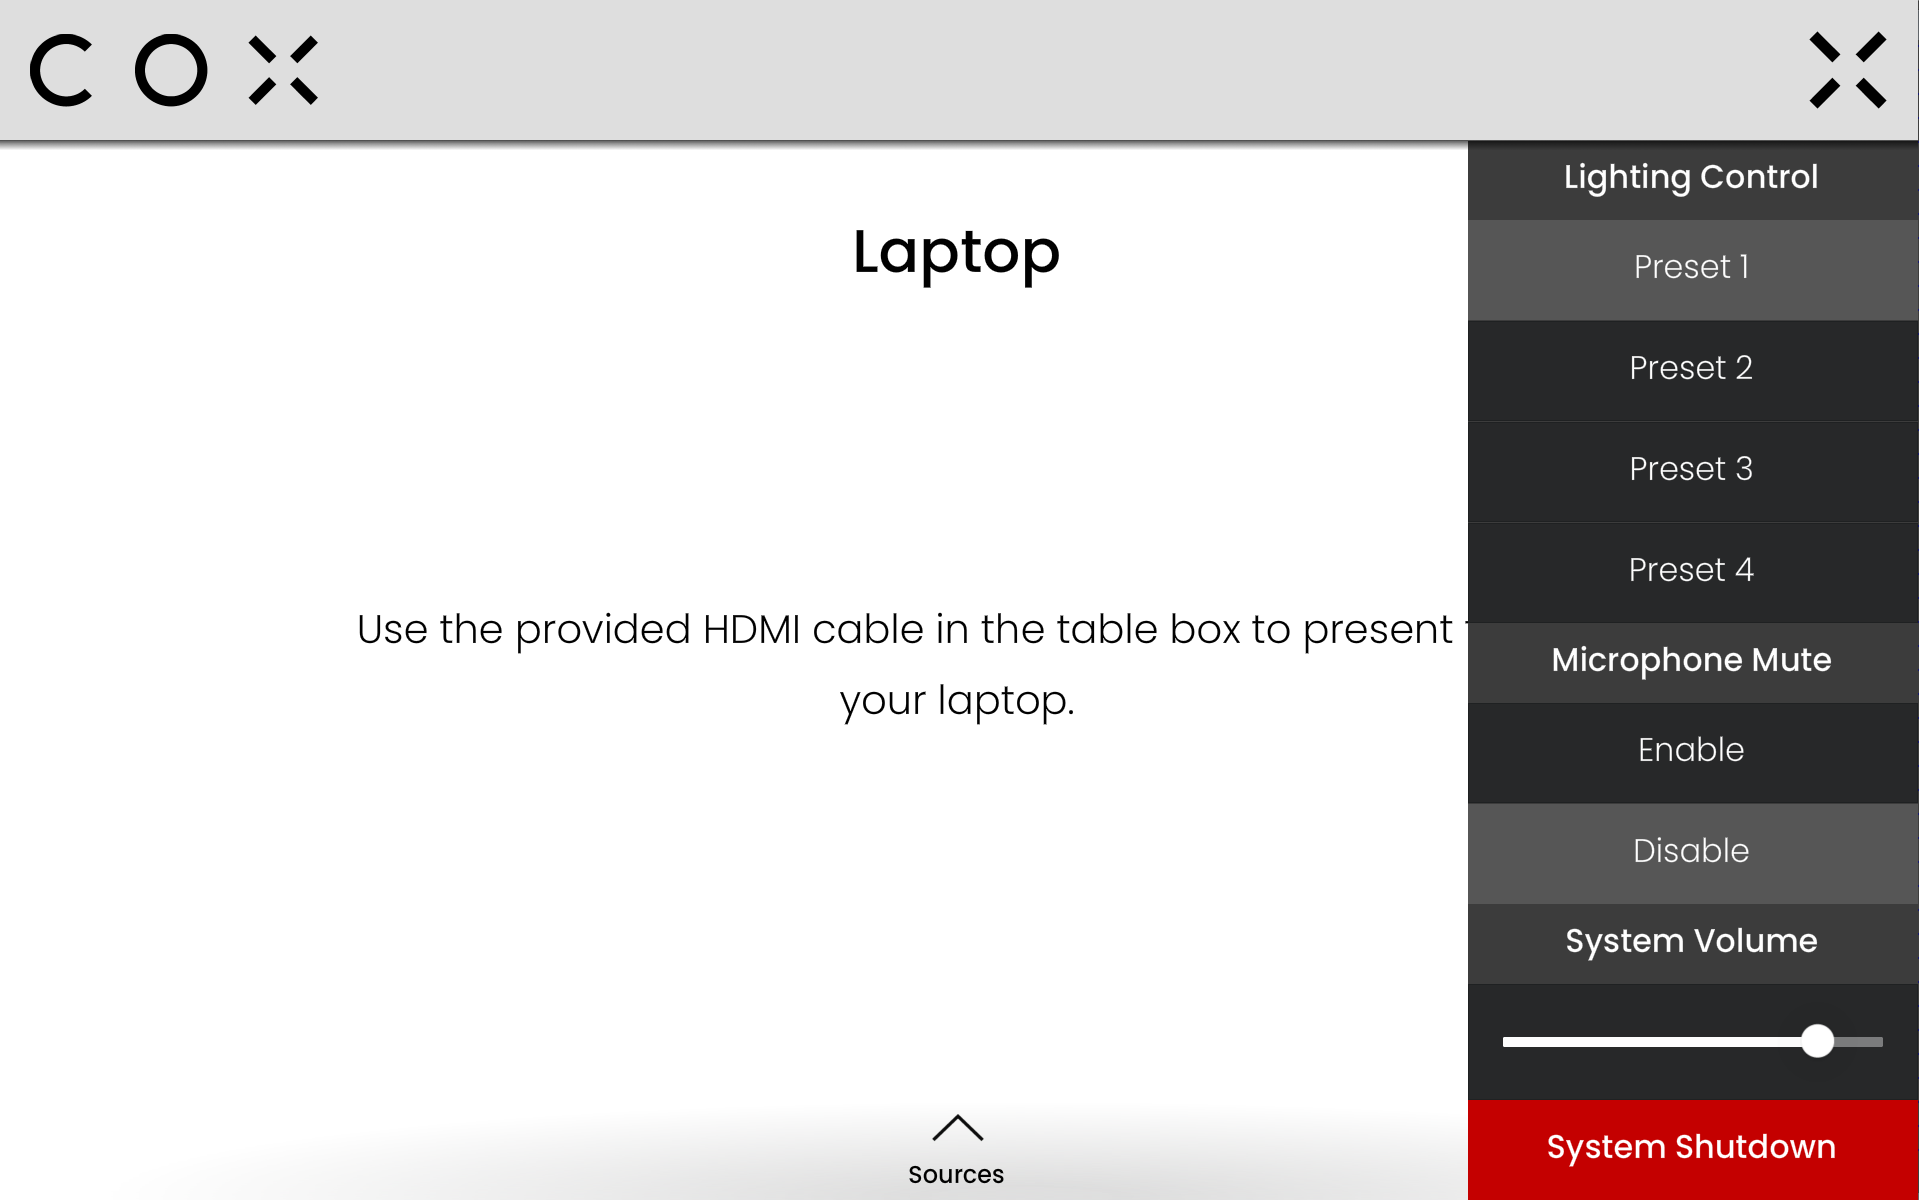 COX
Laptop
Use the provided HDMI cable in the table box to present
your laptop.
Sources
Lighting Control
Preset 1
Preset 2
Preset 3
Preset 4
Microphone Mute
Enable
Disable
System Volume
System Shutdown